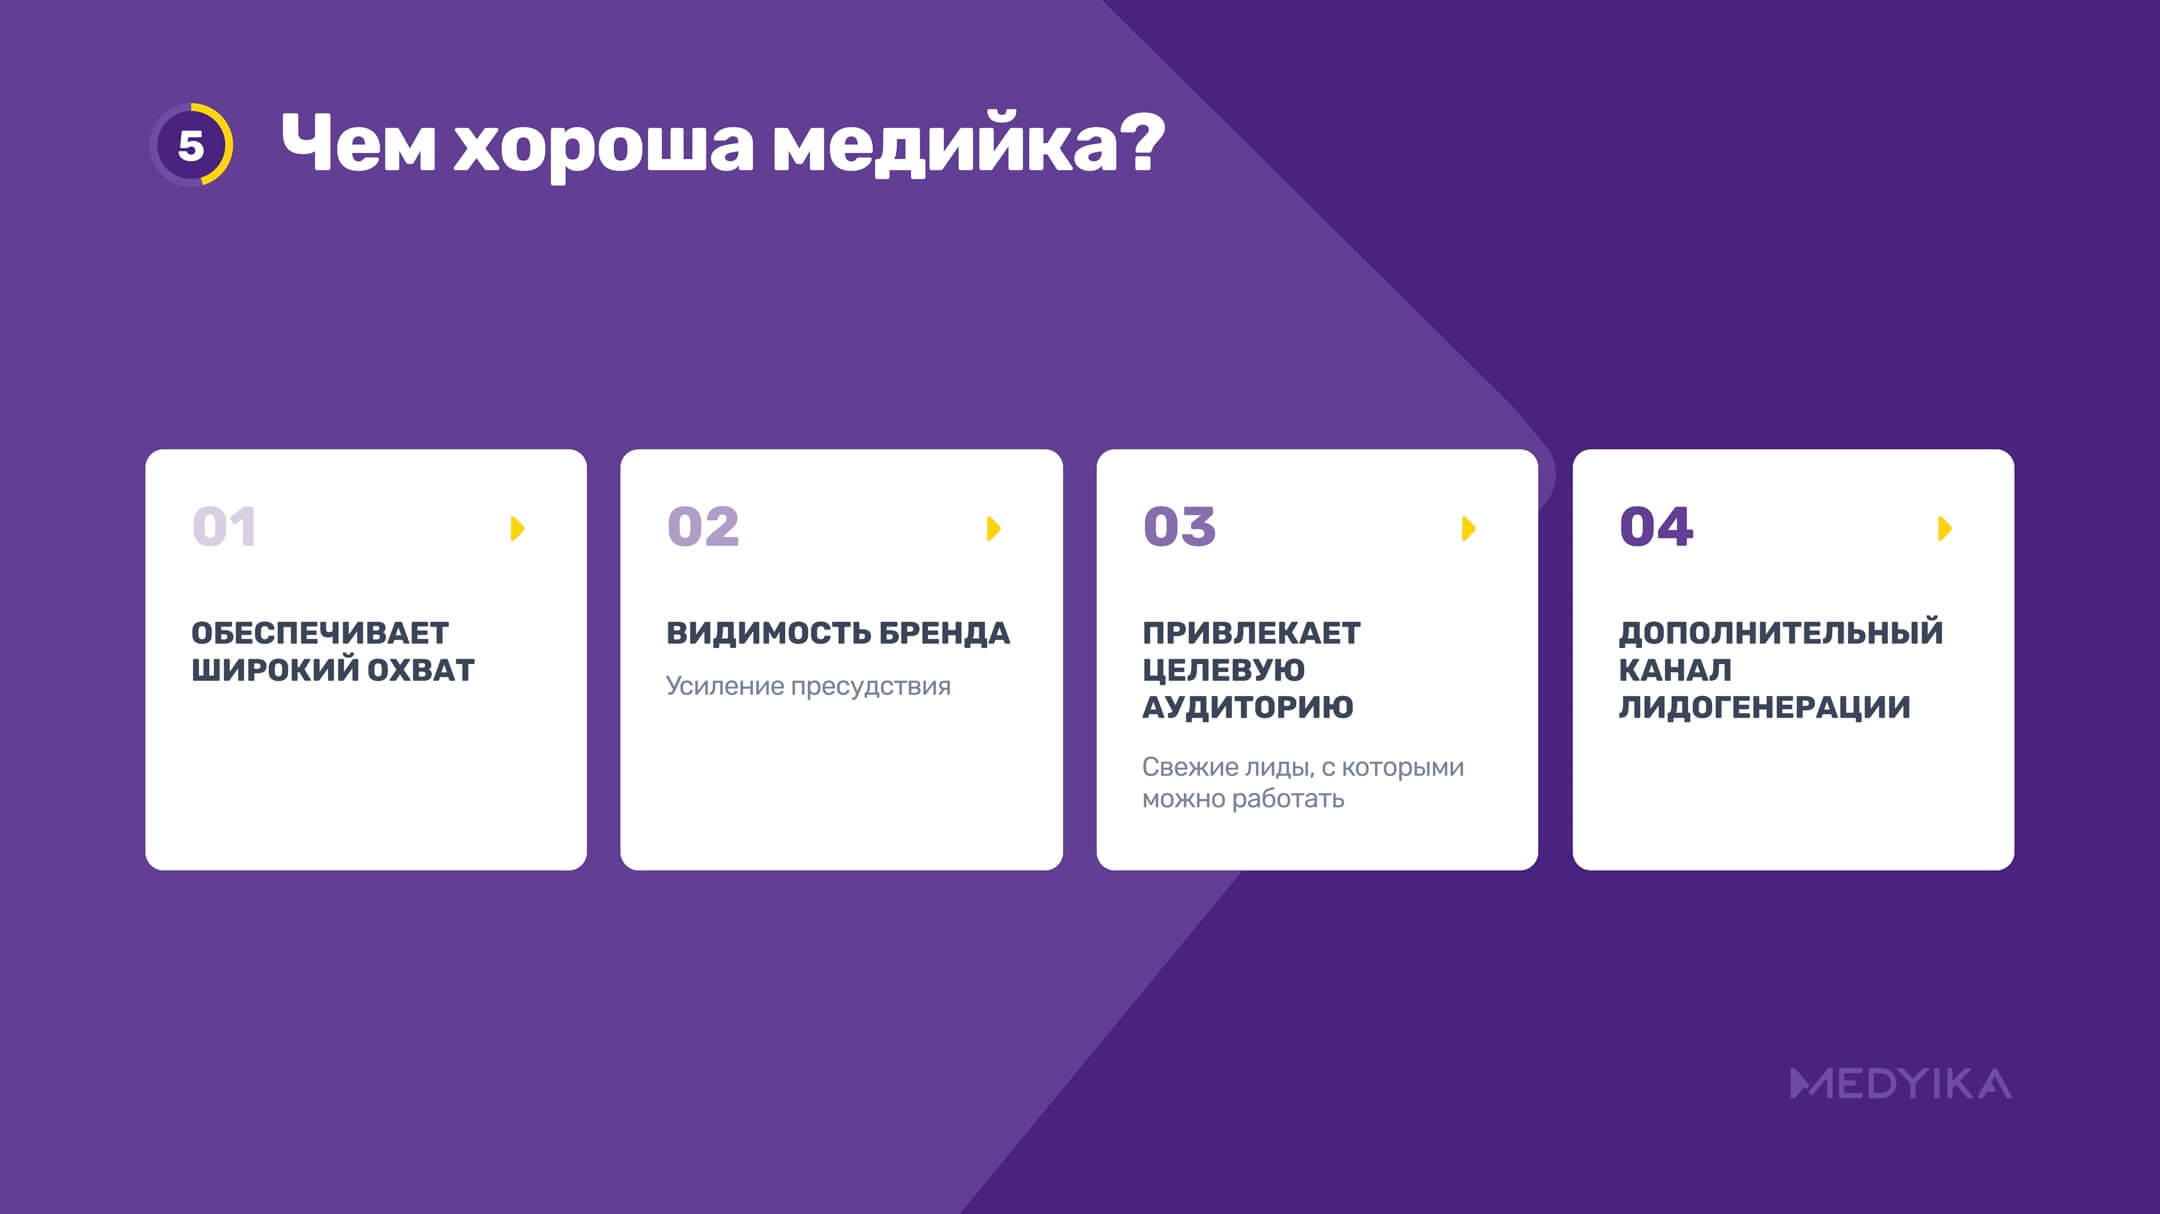 5
Чем хороша медийка?
01
ОБЕСПЕЧИВАЕТ
ШИРОКИЙ ОХВАТ
02
ВИДИМОСТЬ БРЕНДА
Усиление пресудствия
03
ПРИВЛЕКАЕТ
ЦЕЛЕВУЮ
АУДИТОРИЮ
Свежие лиды, с которыми
можно работать
04
ДОПОЛНИТЕЛЬНЫЙ
КАНАЛ
ЛИДОГЕНЕРАЦИИ
MEDYIKA